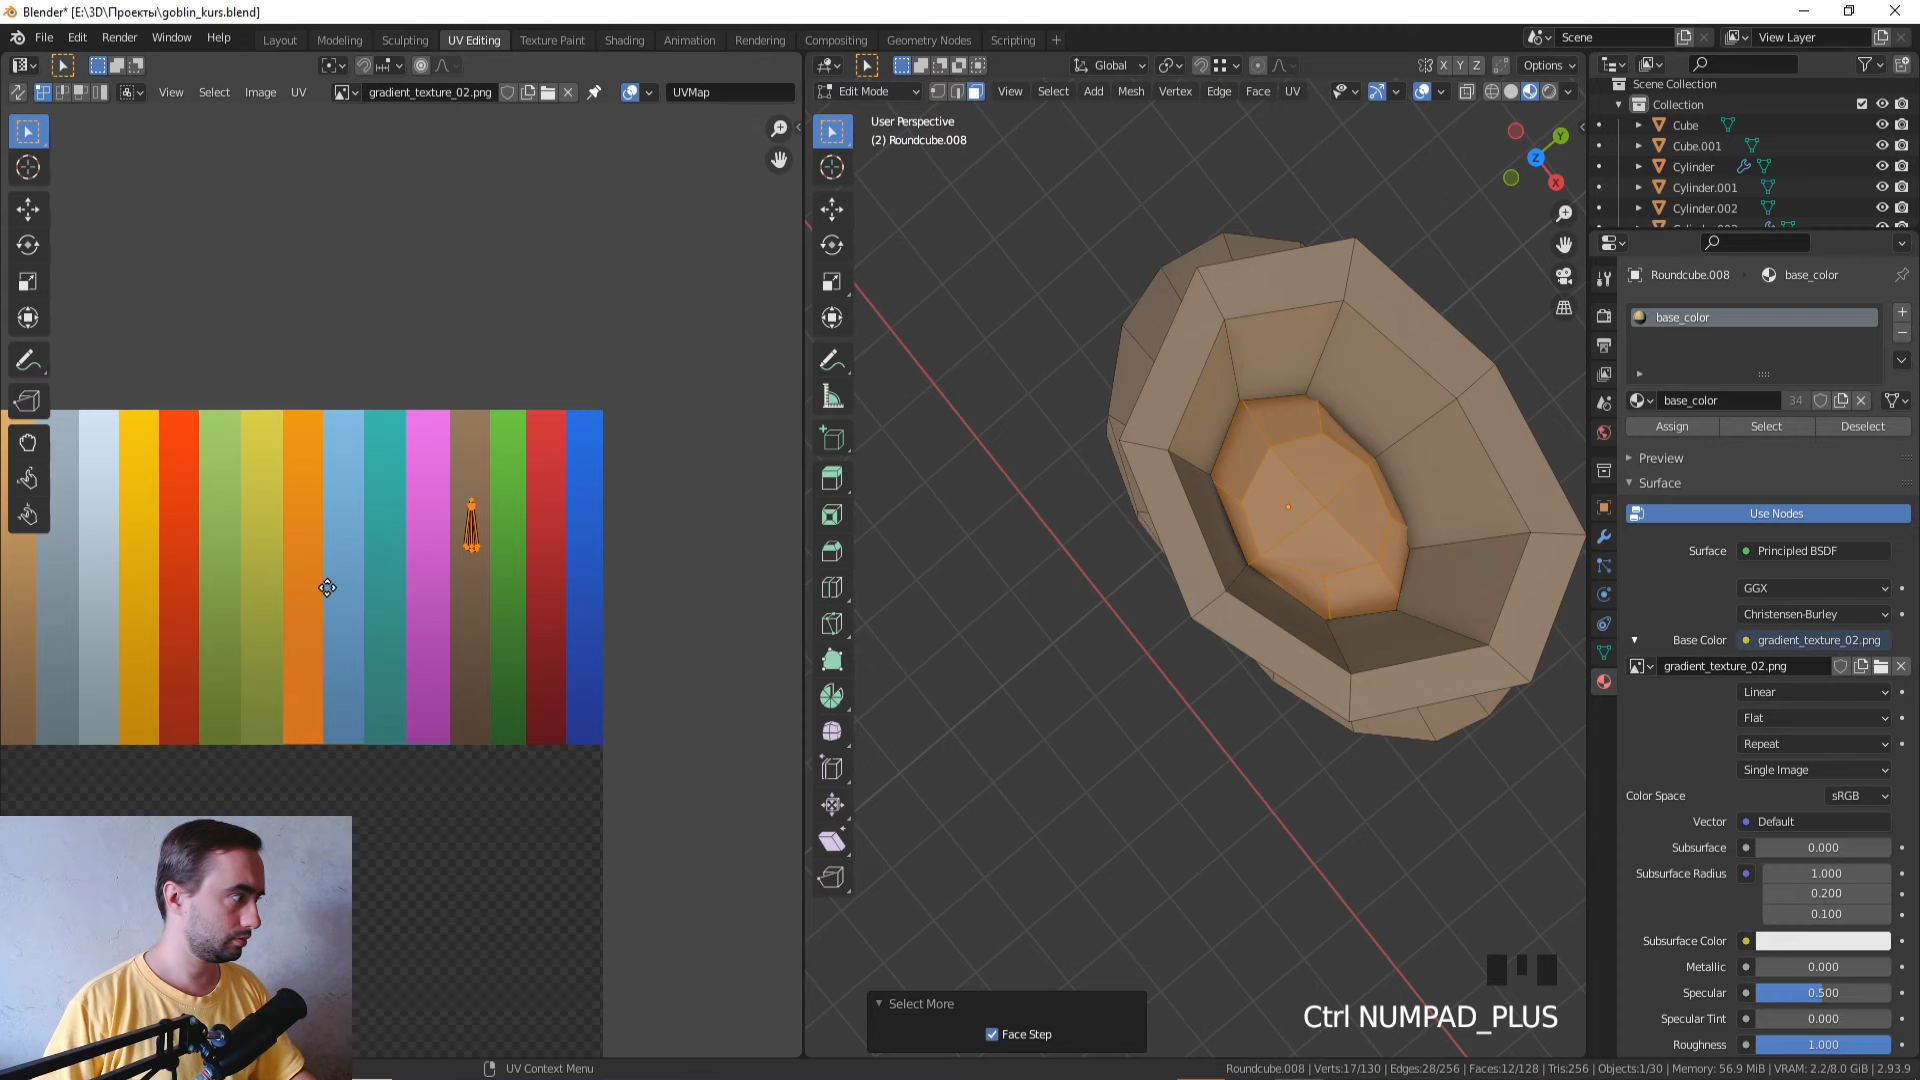 Blender* [E:\3D\Проекты\goblin_kurs.blend]
File Edit Render Window Help
Layout Modeling Sculpting UV Editing Texture Paint Shading Animation Rendering Compositing Geometry Nodes Scripting +
Scene
View Layer
Global
X Y Z
Options
View Select Image UV
gradient_texture_02.png
UVMap
Edit Mode
View Select Add Mesh Vertex Edge Face UV
User Perspective
(2) Roundcube.008
Y
Z
X
Scene Collection
Collection
Cube
Cube.001
Cylinder
Cylinder.001
Cylinder.002
Roundcube.008
base_color
base_color
base_color
34
Assign
Select
Deselect
Preview
Surface
Use Nodes
Surface
Principled BSDF
GGX
Christensen-Burley
Base Color
gradient_texture_02.png
gradient_texture_02.png
Linear
Flat
Repeat
Single Image
Color Space
sRGB
Vector
Default
Subsurface
0.000
Subsurface Radius
1.000
0.200
0.100
Subsurface Color
Metallic
0.000
Specular
0.500
Specular Tint
0.000
Roughness
1.000
Select More
Face Step
Ctrl NUMPAD_PLUS
UV Context Menu
Roundcube.008 | Verts:17/130 | Edges:28/256 | Faces:12/128 | Tris:256 | Objects:1/30 | Memory: 56.9 MiB | VRAM: 2.2/8.0 GiB | 2.93.9